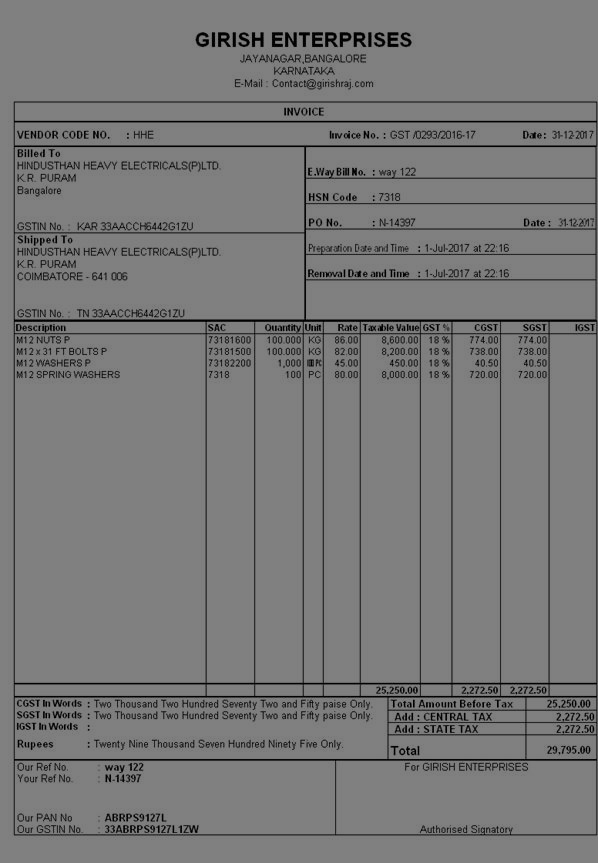 GIRISH ENTERPRISES
JAYANAGAR,BANGALORE
KARNATAKA
E-Mail : Contact@girishraj.com
INVOICE
VENDOR CODE NO. : HHE Invoice No. : GST /0293/2016-17 Date : 31-12-2017
Billed To
HINDUSTHAN HEAVY ELECTRICALS(P)LTD.
K.R. PURAM
Bangalore
GSTIN No. : KAR 33AACCH6442G1ZU
E.Way Bill No. : way 122
HSN Code : 7318
PO No. : N-14397 Date : 31-12-2017
Shipped To
HINDUSTHAN HEAVY ELECTRICALS(P)LTD.
K.R. PURAM
COIMBATORE - 641 006
GSTIN No. : TN 33AACCH6442G1ZU
Preparation Date and Time : 1-Jul-2017 at 22:16
Removal Date and Time : 1-Jul-2017 at 22:16
Description SAC Quantity Unit Rate Taxable Value GST % CGST SGST IGST
M12 NUTS P 73181600 100.000 KG 86.00 8,600.00 18 % 774.00 774.00
M12 x 31 FT BOLTS P 73181500 100.000 KG 82.00 8,200.00 18 % 738.00 738.00
M12 WASHERS P 73182200 1,000 PC 45.00 450.00 18 % 40.50 40.50
M12 SPRING WASHERS 7318 100 PC 80.00 8,000.00 18 % 720.00 720.00
25,250.00 2,272.50 2,272.50
CGST In Words : Two Thousand Two Hundred Seventy Two and Fifty paise Only.
SGST In Words : Two Thousand Two Hundred Seventy Two and Fifty paise Only.
IGST In Words :
Rupees : Twenty Nine Thousand Seven Hundred Ninety Five Only.
Total Amount Before Tax 25,250.00
Add : CENTRAL TAX 2,272.50
Add : STATE TAX 2,272.50
Total 29,795.00
Our Ref No. : way 122
Your Ref No. : N-14397
Our PAN No : ABRPS9127L
Our GSTIN No. : 33ABRPS9127L1ZW
For GIRISH ENTERPRISES
Authorised Signatory